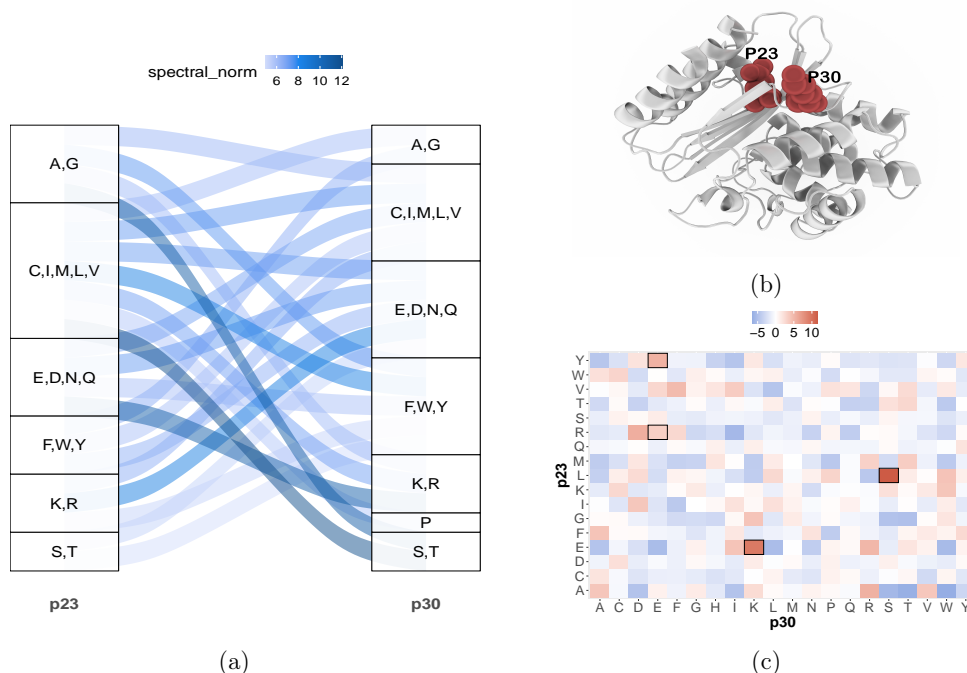 spectral_norm
6 8 10 12
A,G
C,I,M,L,V
E,D,N,Q
F,W,Y
K,R
S,T
p23
A,G
C,I,M,L,V
E,D,N,Q
F,W,Y
K,R
P
S,T
p30
(a)
P23
P30
(b)
-5 0 5 10
p23
Y
W
V
T
S
R
Q
M
L
K
I
G
F
E
D
C
A
A C D E F G H I K L M N P Q R S T V W Y
p30
(c)